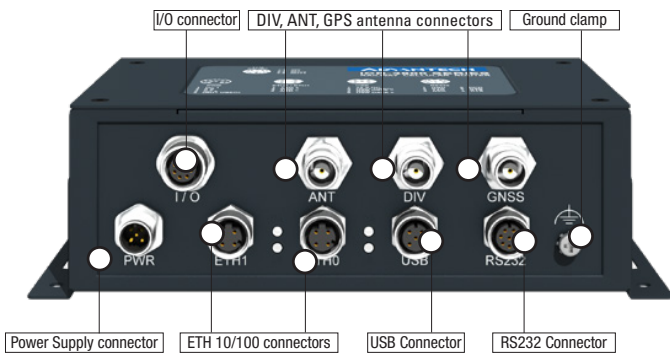 I/O connector
DIV, ANT, GPS antenna connectors
Ground clamp
ADVANTECH
I / O
ANT
DIV
GNSS
PWR
ETH1
USB
RS232
Power Supply connector
ETH 10/100 connectors
USB Connector
RS232 Connector